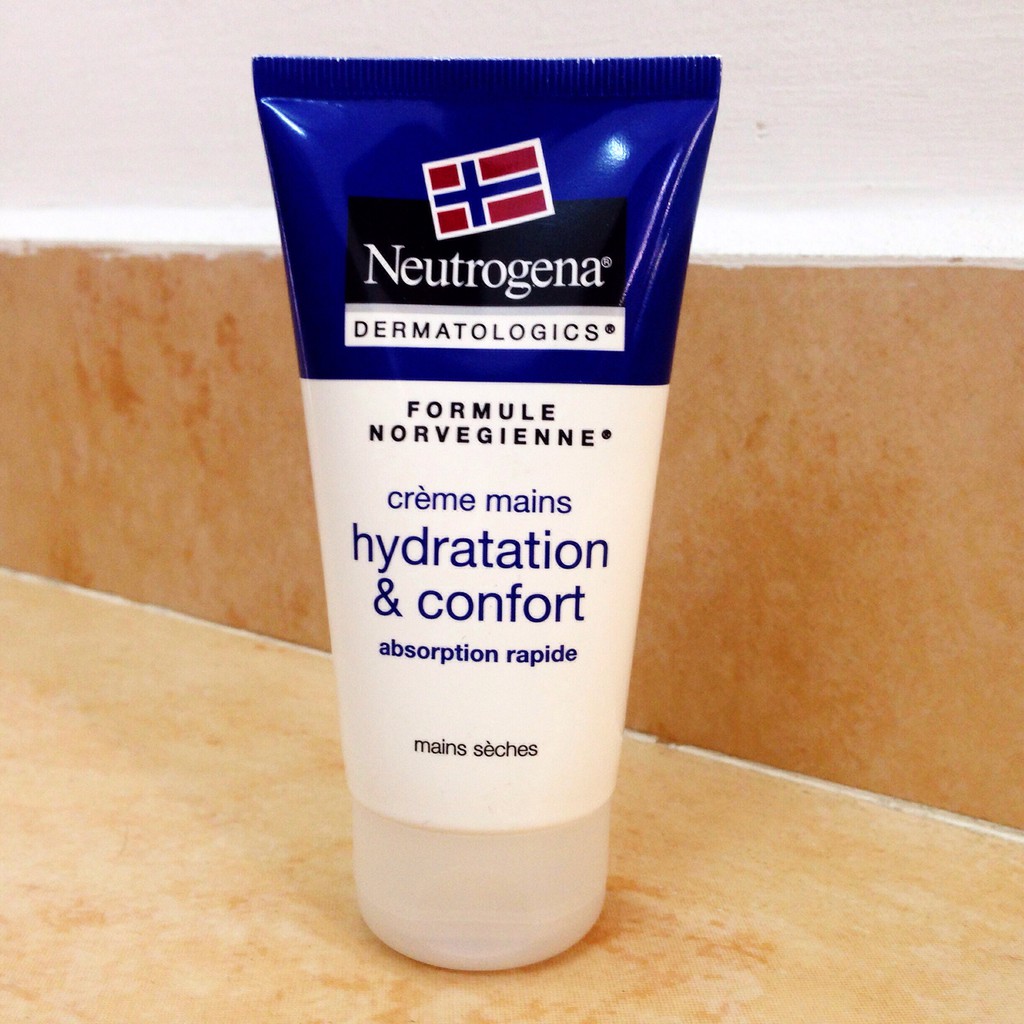 Neutrogena®
DERMATOLOGICS®
FORMULE
NORVEGIENNE®
crème mains
hydratation
& confort
absorption rapide
mains sèches